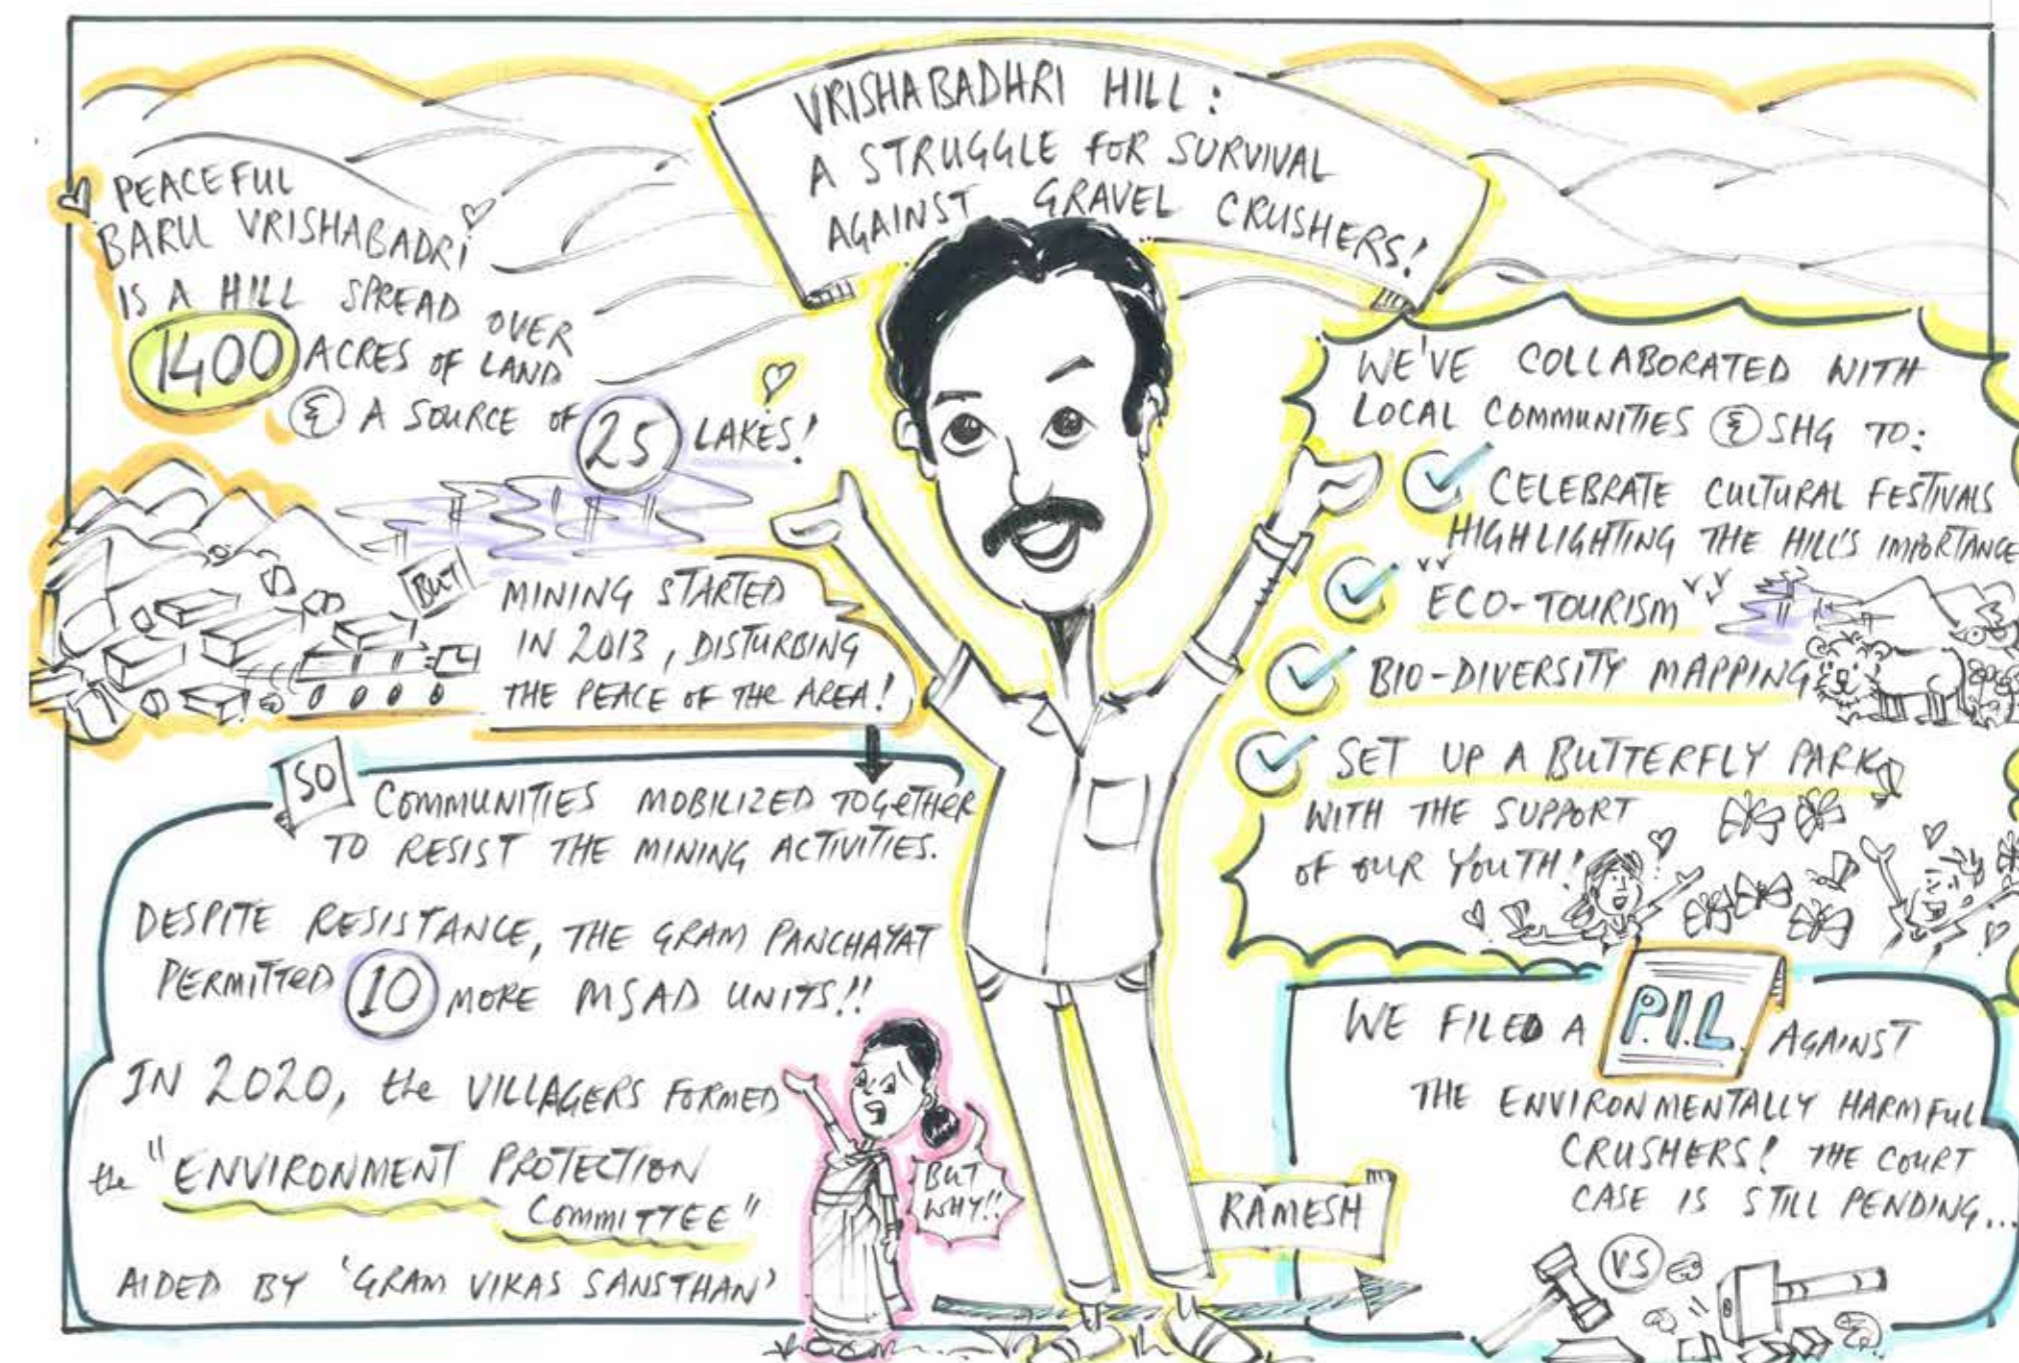 VRISHABADHRI HILL:
A STRUGGLE FOR SURVIVAL
AGAINST GRAVEL CRUSHERS!
PEACEFUL
BARU VRISHABADRI
IS A HILL SPREAD OVER
1400 ACRES OF LAND
& A SOURCE OF 25 LAKES!
BUT
MINING STARTED
IN 2013, DISTURBING
THE PEACE OF THE AREA!
SO
COMMUNITIES MOBILIZED TOGETHER
TO RESIST THE MINING ACTIVITIES.
DESPITE RESISTANCE, THE GRAM PANCHAYAT
PERMITTED 10 MORE MSAD UNITS!!
IN 2020, the VILLAGERS FORMED
the "ENVIRONMENT PROTECTION
COMMITTEE"
AIDED BY 'GRAM VIKAS SANSTHAN'
BUT
WHY!!
RAMESH
WE'VE COLLABORATED WITH
LOCAL COMMUNITIES & SHG TO:
CELEBRATE CULTURAL FESTIVALS
HIGHLIGHTING THE HILL'S IMPORTANCE
ECO-TOURISM
BIO-DIVERSITY MAPPING
SET UP A BUTTERFLY PARK
WITH THE SUPPORT
OF OUR YOUTH!
WE FILED A P.I.L. AGAINST
THE ENVIRONMENTALLY HARMFUL
CRUSHERS! THE COURT
CASE IS STILL PENDING...
VS